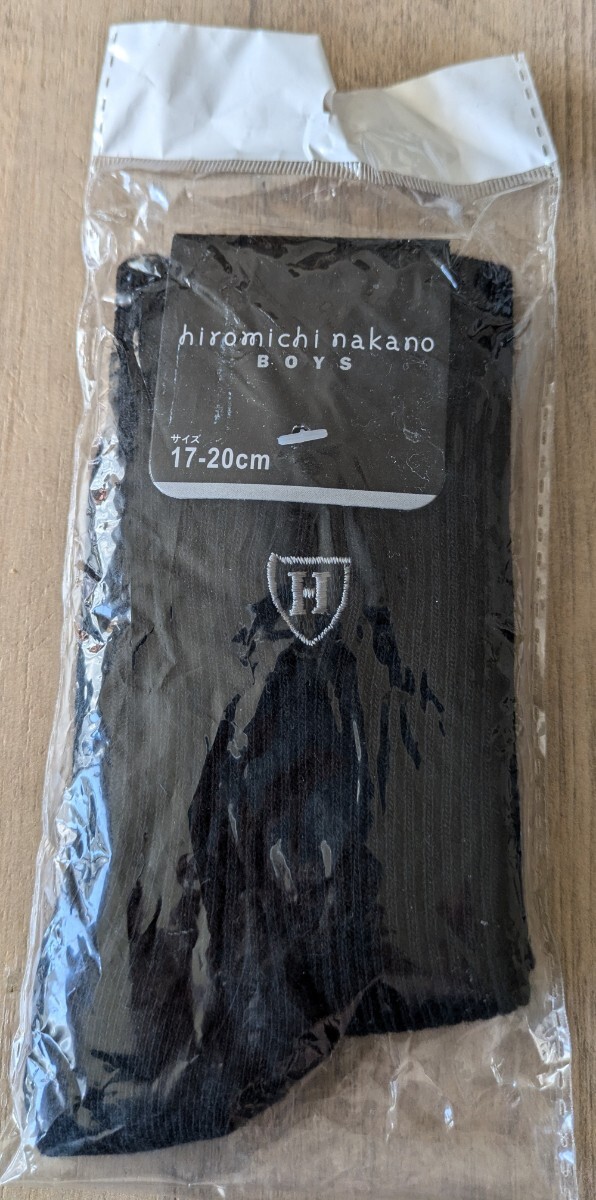 hiromichi nakano
BOYS
サイズ
17-20cm
H